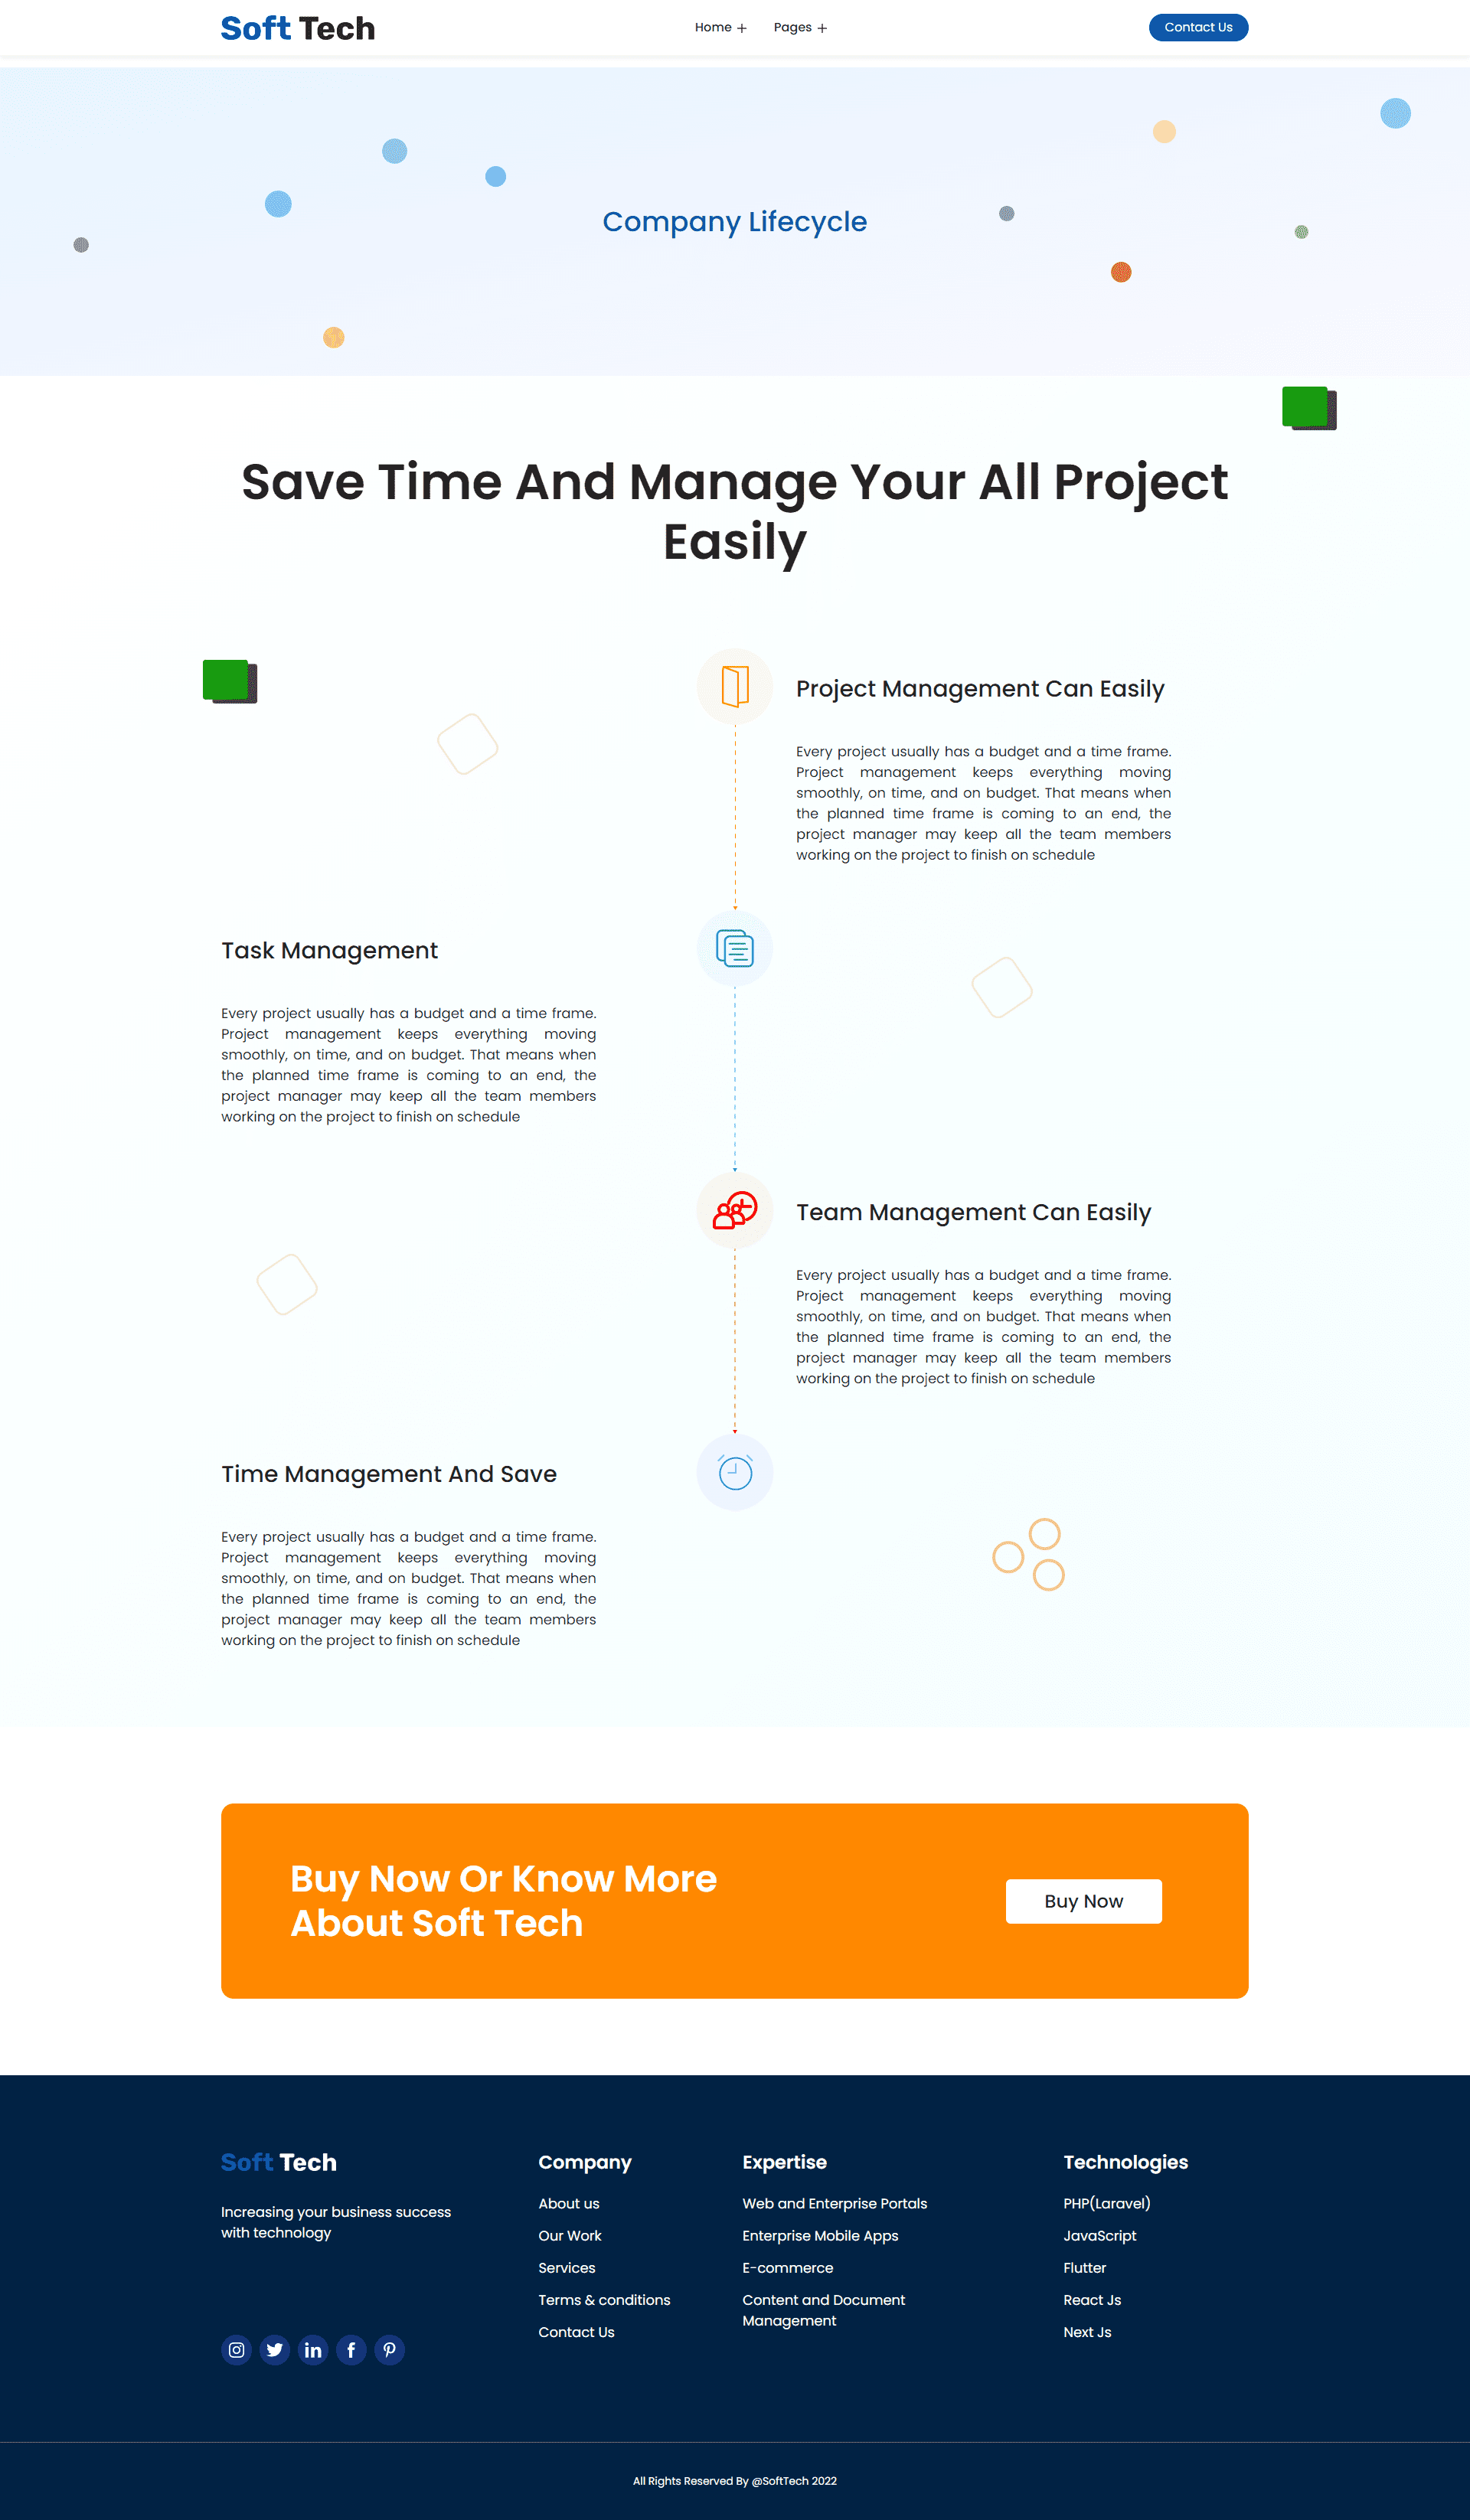 Soft Tech
Home
Pages
Contact Us
Company Lifecycle
Save Time And Manage Your All Project
Easily
Project Management Can Easily
Every project usually has a budget and a time frame.
Project management keeps everything moving
smoothly, on time, and on budget. That means when
the planned time frame is coming to an end, the
project manager may keep all the team members
working on the project to finish on schedule
Task Management
Every project usually has a budget and a time frame.
Project management keeps everything moving
smoothly, on time, and on budget. That means when
the planned time frame is coming to an end, the
project manager may keep all the team members
working on the project to finish on schedule
Team Management Can Easily
Every project usually has a budget and a time frame.
Project management keeps everything moving
smoothly, on time, and on budget. That means when
the planned time frame is coming to an end, the
project manager may keep all the team members
working on the project to finish on schedule
Time Management And Save
Every project usually has a budget and a time frame.
Project management keeps everything moving
smoothly, on time, and on budget. That means when
the planned time frame is coming to an end, the
project manager may keep all the team members
working on the project to finish on schedule
Buy Now Or Know More
About Soft Tech
Buy Now
Soft Tech
Increasing your business success
with technology
Company
About us
Our Work
Services
Terms & conditions
Contact Us
Expertise
Web and Enterprise Portals
Enterprise Mobile Apps
E-commerce
Content and Document
Management
Technologies
PHP(Laravel)
JavaScript
Flutter
React Js
Next Js
All Rights Reserved By @SoftTech 2022